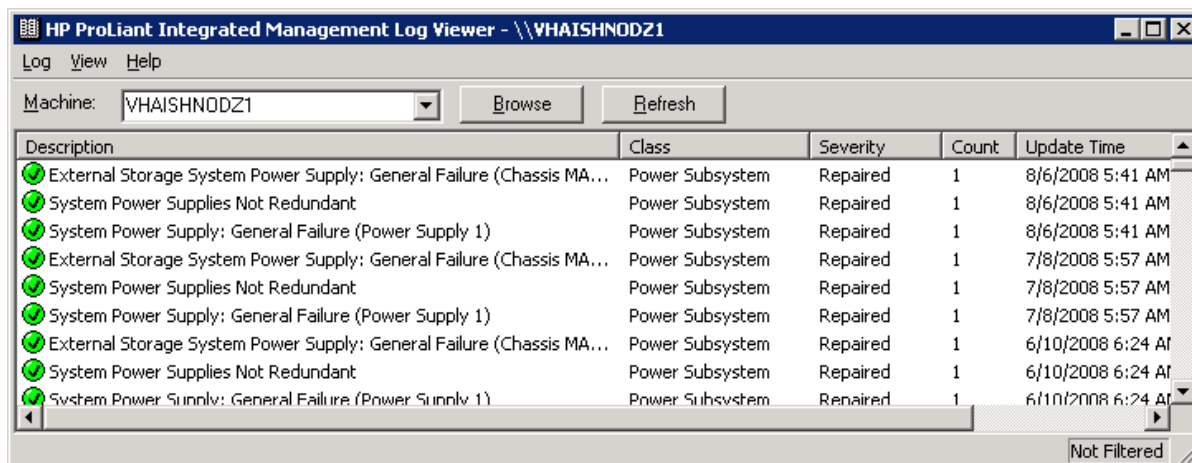 HP ProLiant Integrated Management Log Viewer - \\VHAISHNODZ1
Log View Help
Machine: VHAISHNODZ1 Browse Refresh
Description Class Severity Count Update Time
External Storage System Power Supply: General Failure (Chassis MA... Power Subsystem Repaired 1 8/6/2008 5:41 AM
System Power Supplies Not Redundant Power Subsystem Repaired 1 8/6/2008 5:41 AM
System Power Supply: General Failure (Power Supply 1) Power Subsystem Repaired 1 8/6/2008 5:41 AM
External Storage System Power Supply: General Failure (Chassis MA... Power Subsystem Repaired 1 7/8/2008 5:57 AM
System Power Supplies Not Redundant Power Subsystem Repaired 1 7/8/2008 5:57 AM
System Power Supply: General Failure (Power Supply 1) Power Subsystem Repaired 1 7/8/2008 5:57 AM
External Storage System Power Supply: General Failure (Chassis MA... Power Subsystem Repaired 1 6/10/2008 6:24 AM
System Power Supplies Not Redundant Power Subsystem Repaired 1 6/10/2008 6:24 AM
System Power Supply: General Failure (Power Supply 1) Power Subsystem Repaired 1 6/10/2008 6:24 AM
Not Filtered